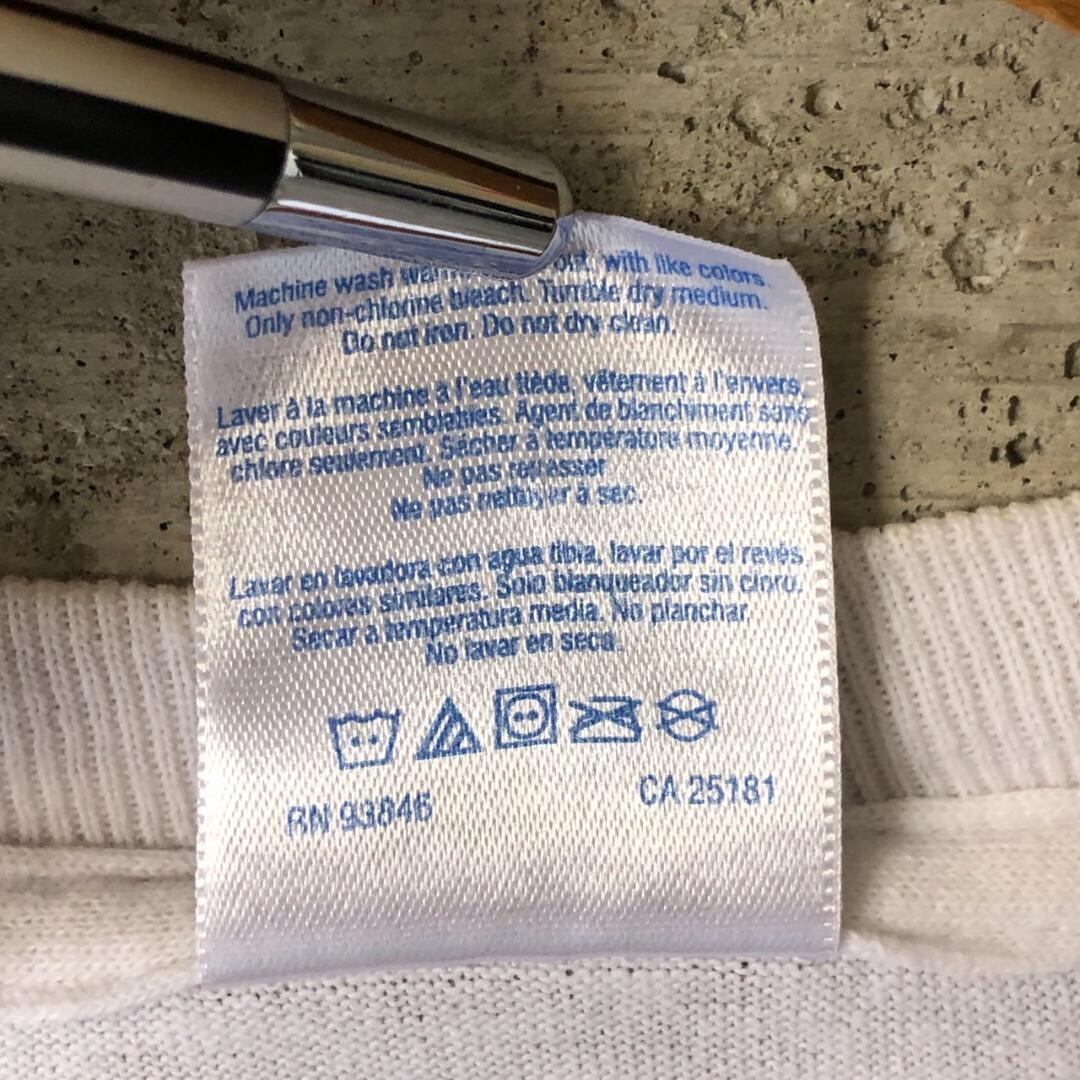 Machine wash warm out, with like colors.
Only non-chlorine bleach. Tumble dry medium.
Do not iron. Do not dry clean.
Laver à la machine à l'eau tiède, vêtement à l'envers,
avec couleurs semblables. Agent de blanchiment sans
chlore seulement. Sécher à température moyenne.
Ne pas repasser
Ne pas nettoyer à sec.
Lavar en lavadora con agua tibia, lavar por el revés
con colores similares. Solo blanqueador sin cloro.
Secar a temperatura media. No planchar
No lavar en seco.
RN 93846 CA 25181